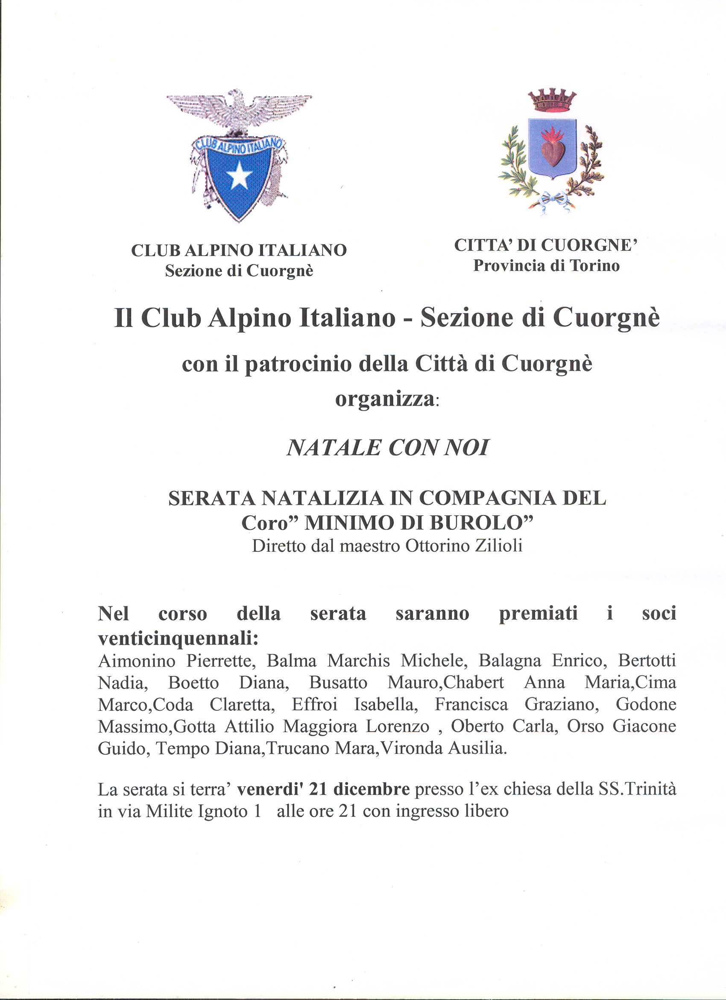 CLUB ALPINO ITALIANO
CLUB ALPINO ITALIANO
Sezione di Cuorgnè
CITTA’ DI CUORGNE’
Provincia di Torino
Il Club Alpino Italiano - Sezione di Cuorgnè
con il patrocinio della Città di Cuorgnè
organizza:
NATALE CON NOI
SERATA NATALIZIA IN COMPAGNIA DEL
Coro” MINIMO DI BUROLO”
Diretto dal maestro Ottorino Zilioli
Nel corso della serata saranno premiati i soci
venticinquennali:
Aimonino Pierrette, Balma Marchis Michele, Balagna Enrico, Bertotti
Nadia, Boetto Diana, Busatto Mauro,Chabert Anna Maria,Cima
Marco,Coda Claretta, Effroi Isabella, Francisca Graziano, Godone
Massimo,Gotta Attilio Maggiora Lorenzo , Oberto Carla, Orso Giacone
Guido, Tempo Diana,Trucano Mara,Vironda Ausilia.
La serata si terra’ venerdi' 21 dicembre presso l’ex chiesa della SS.Trinità
in via Milite Ignoto 1 alle ore 21 con ingresso libero